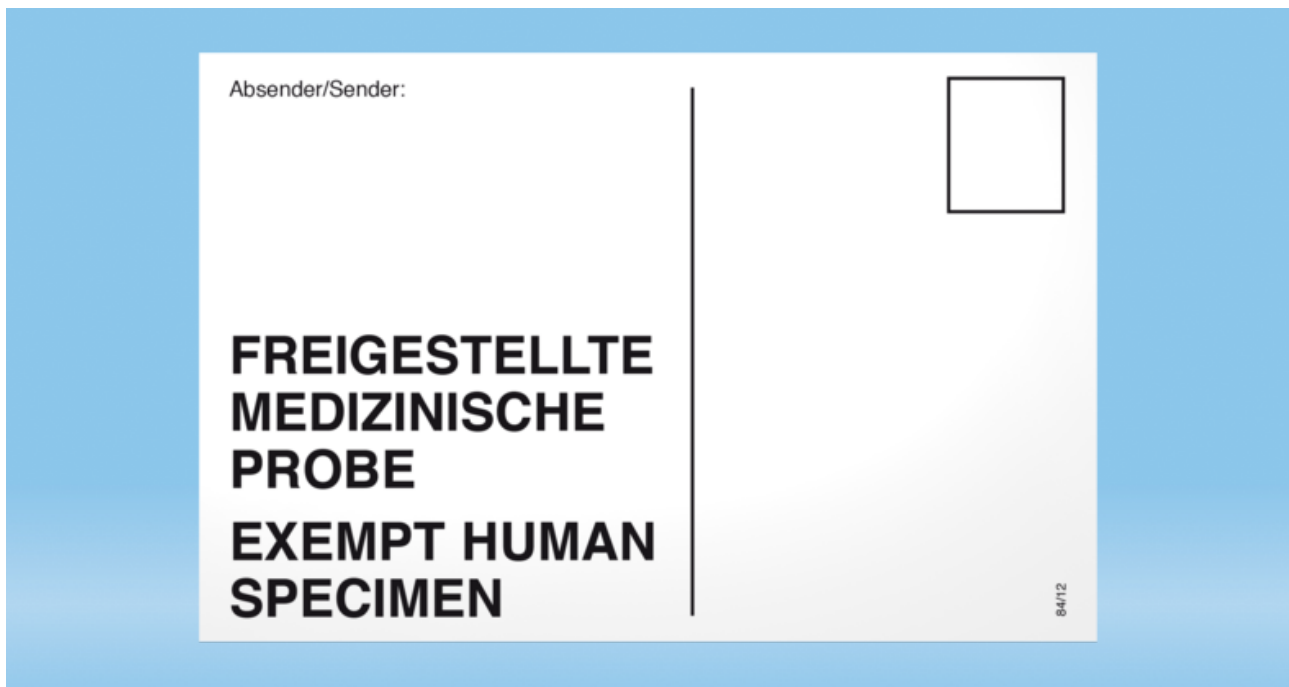 Absender/Sender:
FREIGESTELLTE
MEDIZINISCHE
PROBE
EXEMPT HUMAN
SPECIMEN
84/12